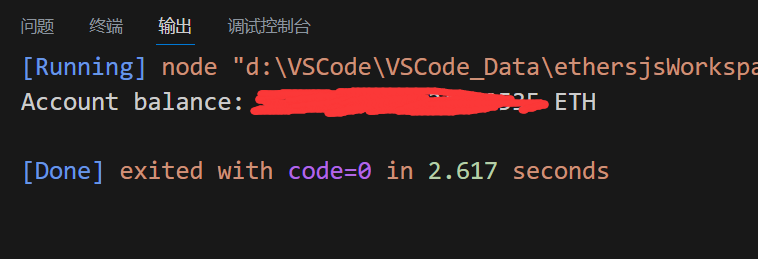 问题 终端 输出 调试控制台
[Running] node "d:\VSCode\VSCode_Data\ethersjsWorkspa
Account balance: ETH
[Done] exited with code=0 in 2.617 seconds